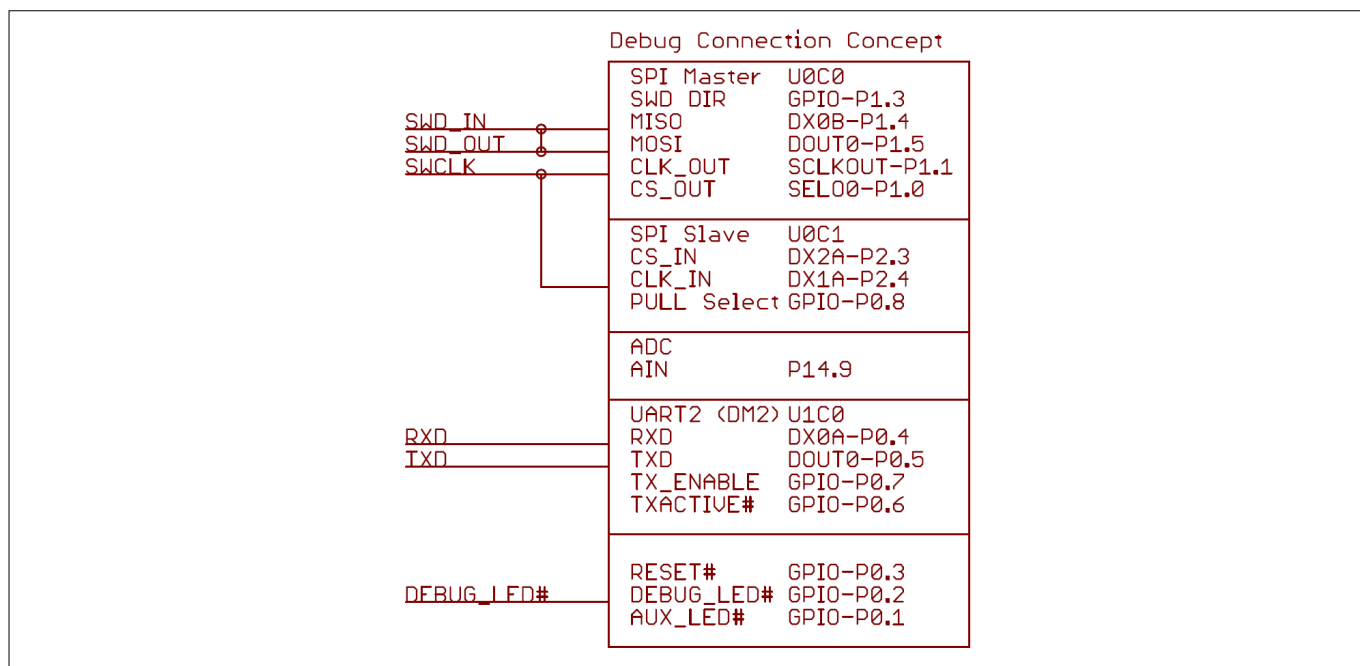 Debug Connection Concept
SPI Master U0C0
SWD DIR GPIO-P1.3
SWD_IN MISO DX0B-P1.4
SWD_OUT MOSI DOUT0-P1.5
SWCLK CLK_OUT SCLKOUT-P1.1
CS_OUT SELO0-P1.0
SPI Slave U0C1
CS_IN DX2A-P2.3
CLK_IN DX1A-P2.4
PULL Select GPIO-P0.8
ADC
AIN P14.9
UART2 (DM2) U1C0
RXD RXD DX0A-P0.4
TXD TXD DOUT0-P0.5
TX_ENABLE GPIO-P0.7
TXACTIVE# GPIO-P0.6
RESET# GPIO-P0.3
DEBUG_LED# DEBUG_LED# GPIO-P0.2
AUX_LED# GPIO-P0.1